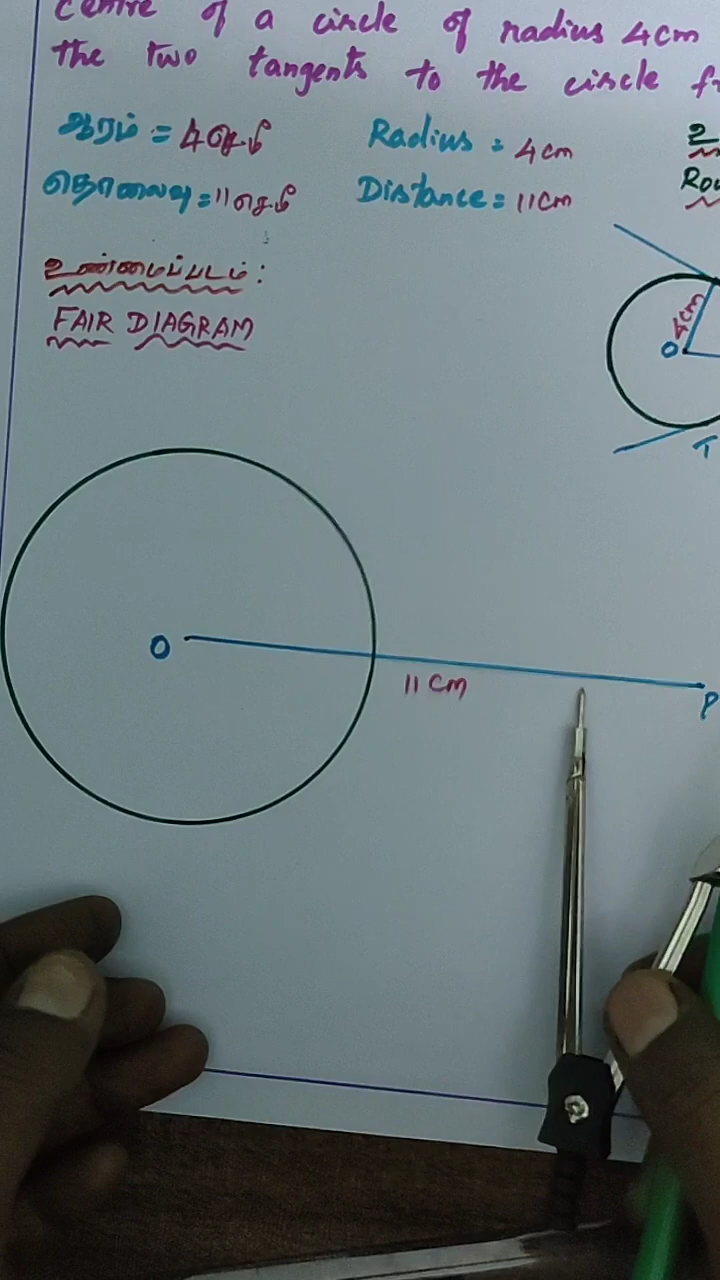 centre of a circle of radius 4cm
the two tangents to the circle
ஆரம் = 4செ.மீ
Radius = 4cm
தொலைவு = 11செ.மீ
Distance = 11cm
உ
Rou
உண்மைப்படம் :
FAIR DIAGRAM
4cm
O
T
O
11 cm
P